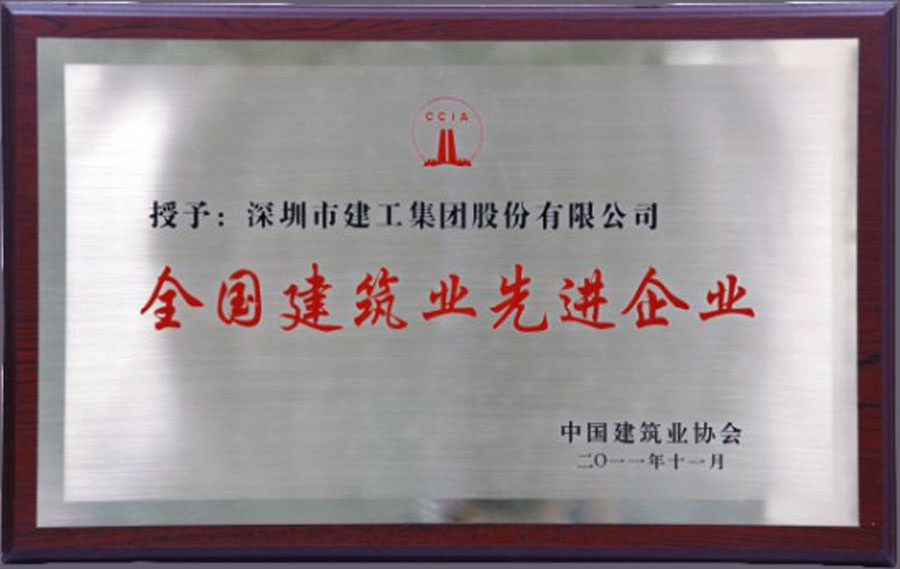 CCIA
授予：深圳市建工集团股份有限公司
全国建筑业先进企业
中国建筑业协会
二〇一一年十一月